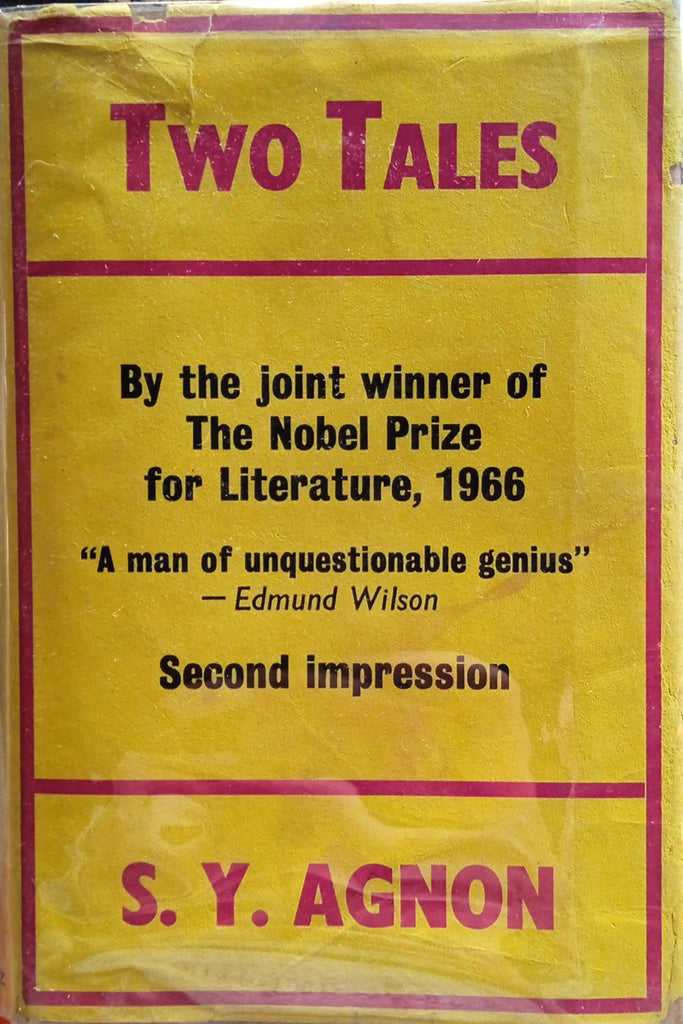 TWO TALES
By the joint winner of
The Nobel Prize
for Literature, 1966
“A man of unquestionable genius”
— Edmund Wilson
Second impression
S. Y. AGNON